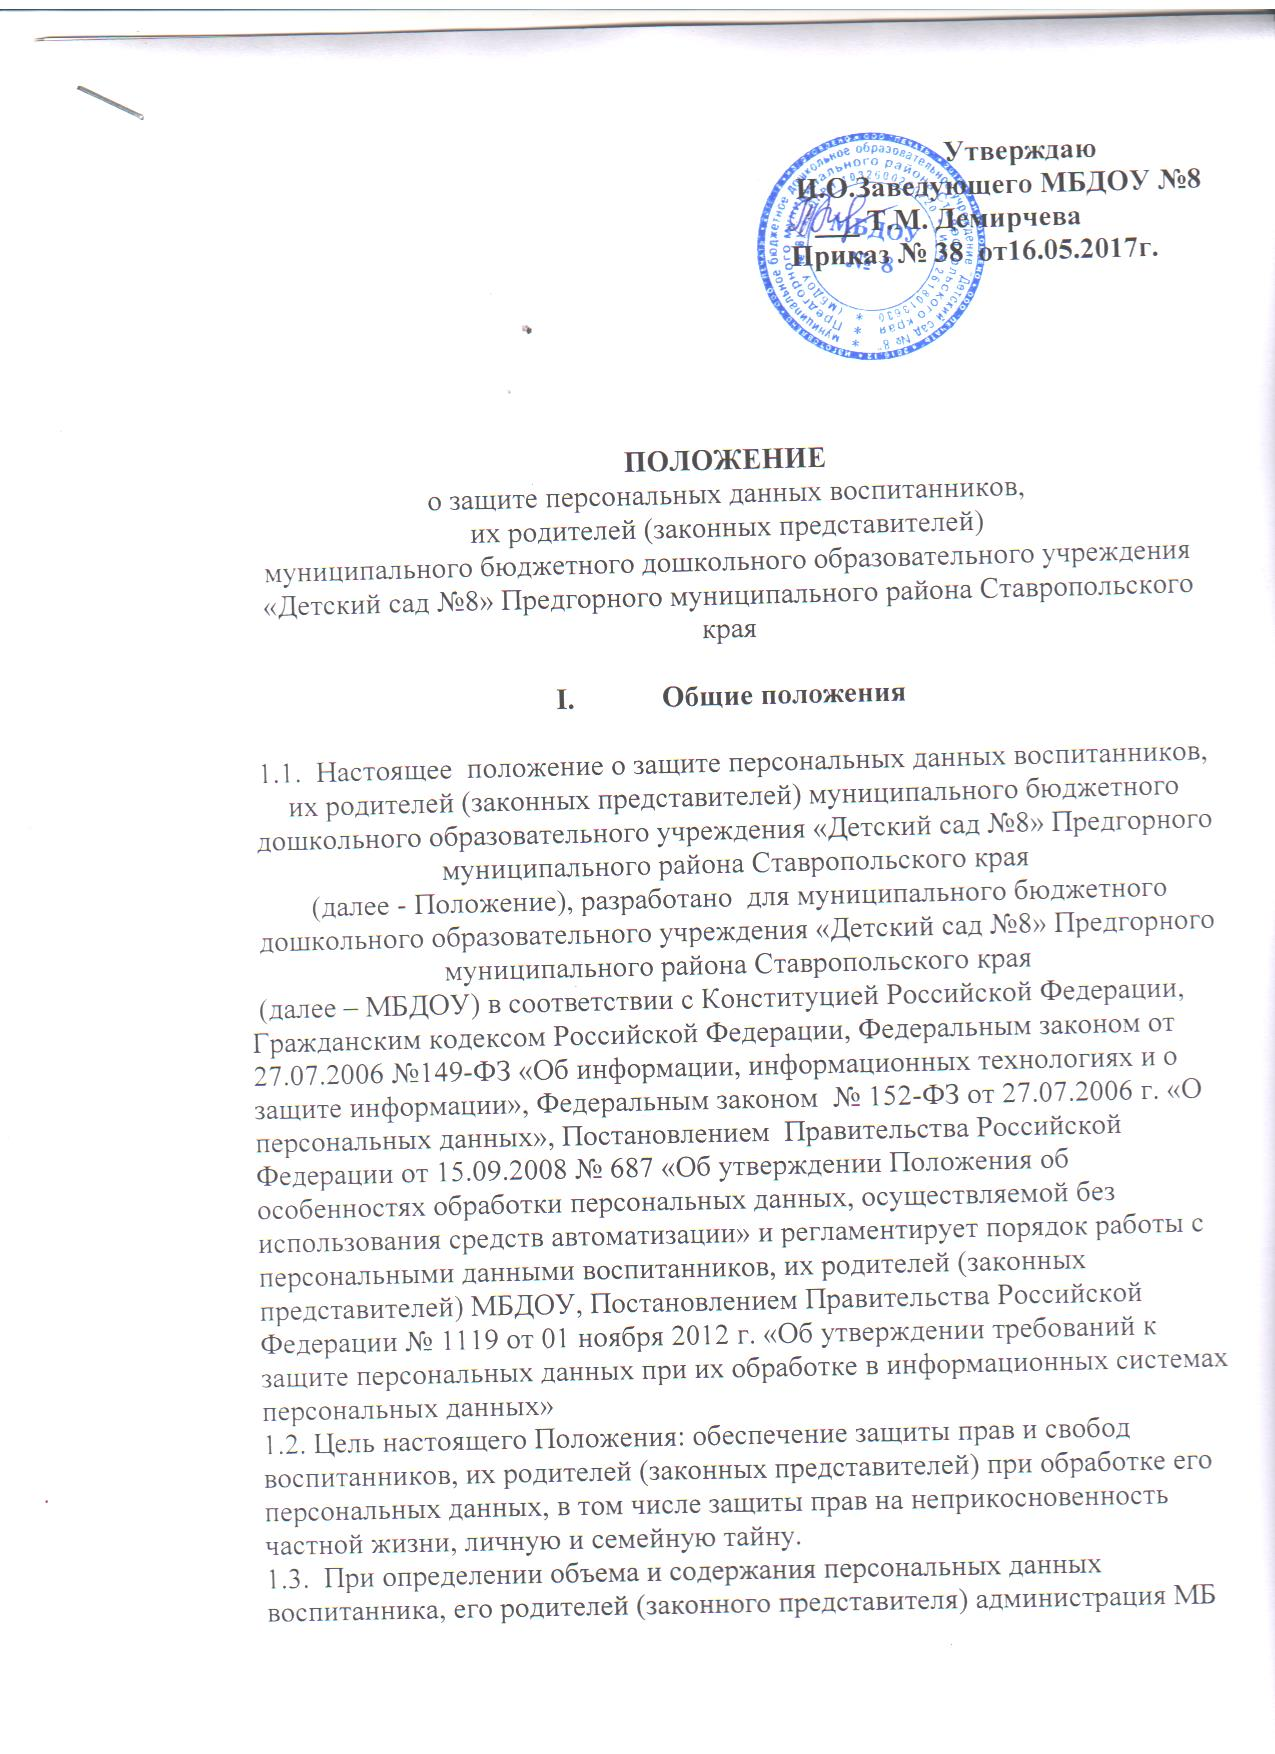 Утверждаю
И.О.Заведующего МБДОУ №8
___ Т.М. Демирчева
Приказ № 38 от16.05.2017г.
МБДОУ
№ 8
ПОЛОЖЕНИЕ
о защите персональных данных воспитанников,
их родителей (законных представителей)
муниципального бюджетного дошкольного образовательного учреждения
«Детский сад №8» Предгорного муниципального района Ставропольского
края
I. Общие положения
1.1. Настоящее положение о защите персональных данных воспитанников,
их родителей (законных представителей) муниципального бюджетного
дошкольного образовательного учреждения «Детский сад №8» Предгорного
муниципального района Ставропольского края
(далее - Положение), разработано для муниципального бюджетного
дошкольного образовательного учреждения «Детский сад №8» Предгорного
муниципального района Ставропольского края
(далее – МБДОУ) в соответствии с Конституцией Российской Федерации,
Гражданским кодексом Российской Федерации, Федеральным законом от
27.07.2006 №149-ФЗ «Об информации, информационных технологиях и о
защите информации», Федеральным законом № 152-ФЗ от 27.07.2006 г. «О
персональных данных», Постановлением Правительства Российской
Федерации от 15.09.2008 № 687 «Об утверждении Положения об
особенностях обработки персональных данных, осуществляемой без
использования средств автоматизации» и регламентирует порядок работы с
персональными данными воспитанников, их родителей (законных
представителей) МБДОУ, Постановлением Правительства Российской
Федерации № 1119 от 01 ноября 2012 г. «Об утверждении требований к
защите персональных данных при их обработке в информационных системах
персональных данных»
1.2. Цель настоящего Положения: обеспечение защиты прав и свобод
воспитанников, их родителей (законных представителей) при обработке его
персональных данных, в том числе защиты прав на неприкосновенность
частной жизни, личную и семейную тайну.
1.3. При определении объема и содержания персональных данных
воспитанника, его родителей (законного представителя) администрация МБ